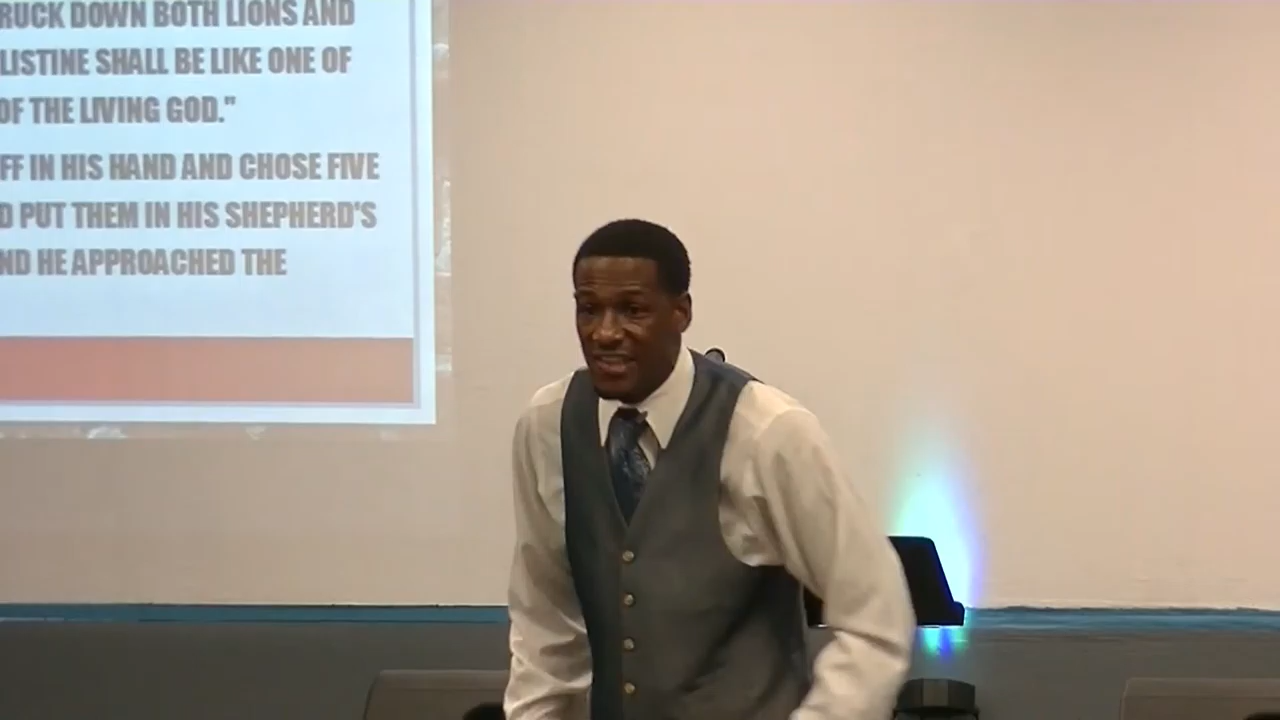 RUCK DOWN BOTH LIONS AND
LISTINE SHALL BE LIKE ONE OF
OF THE LIVING GOD."
FF IN HIS HAND AND CHOSE FIVE
D PUT THEM IN HIS SHEPHERD'S
ND HE APPROACHED THE